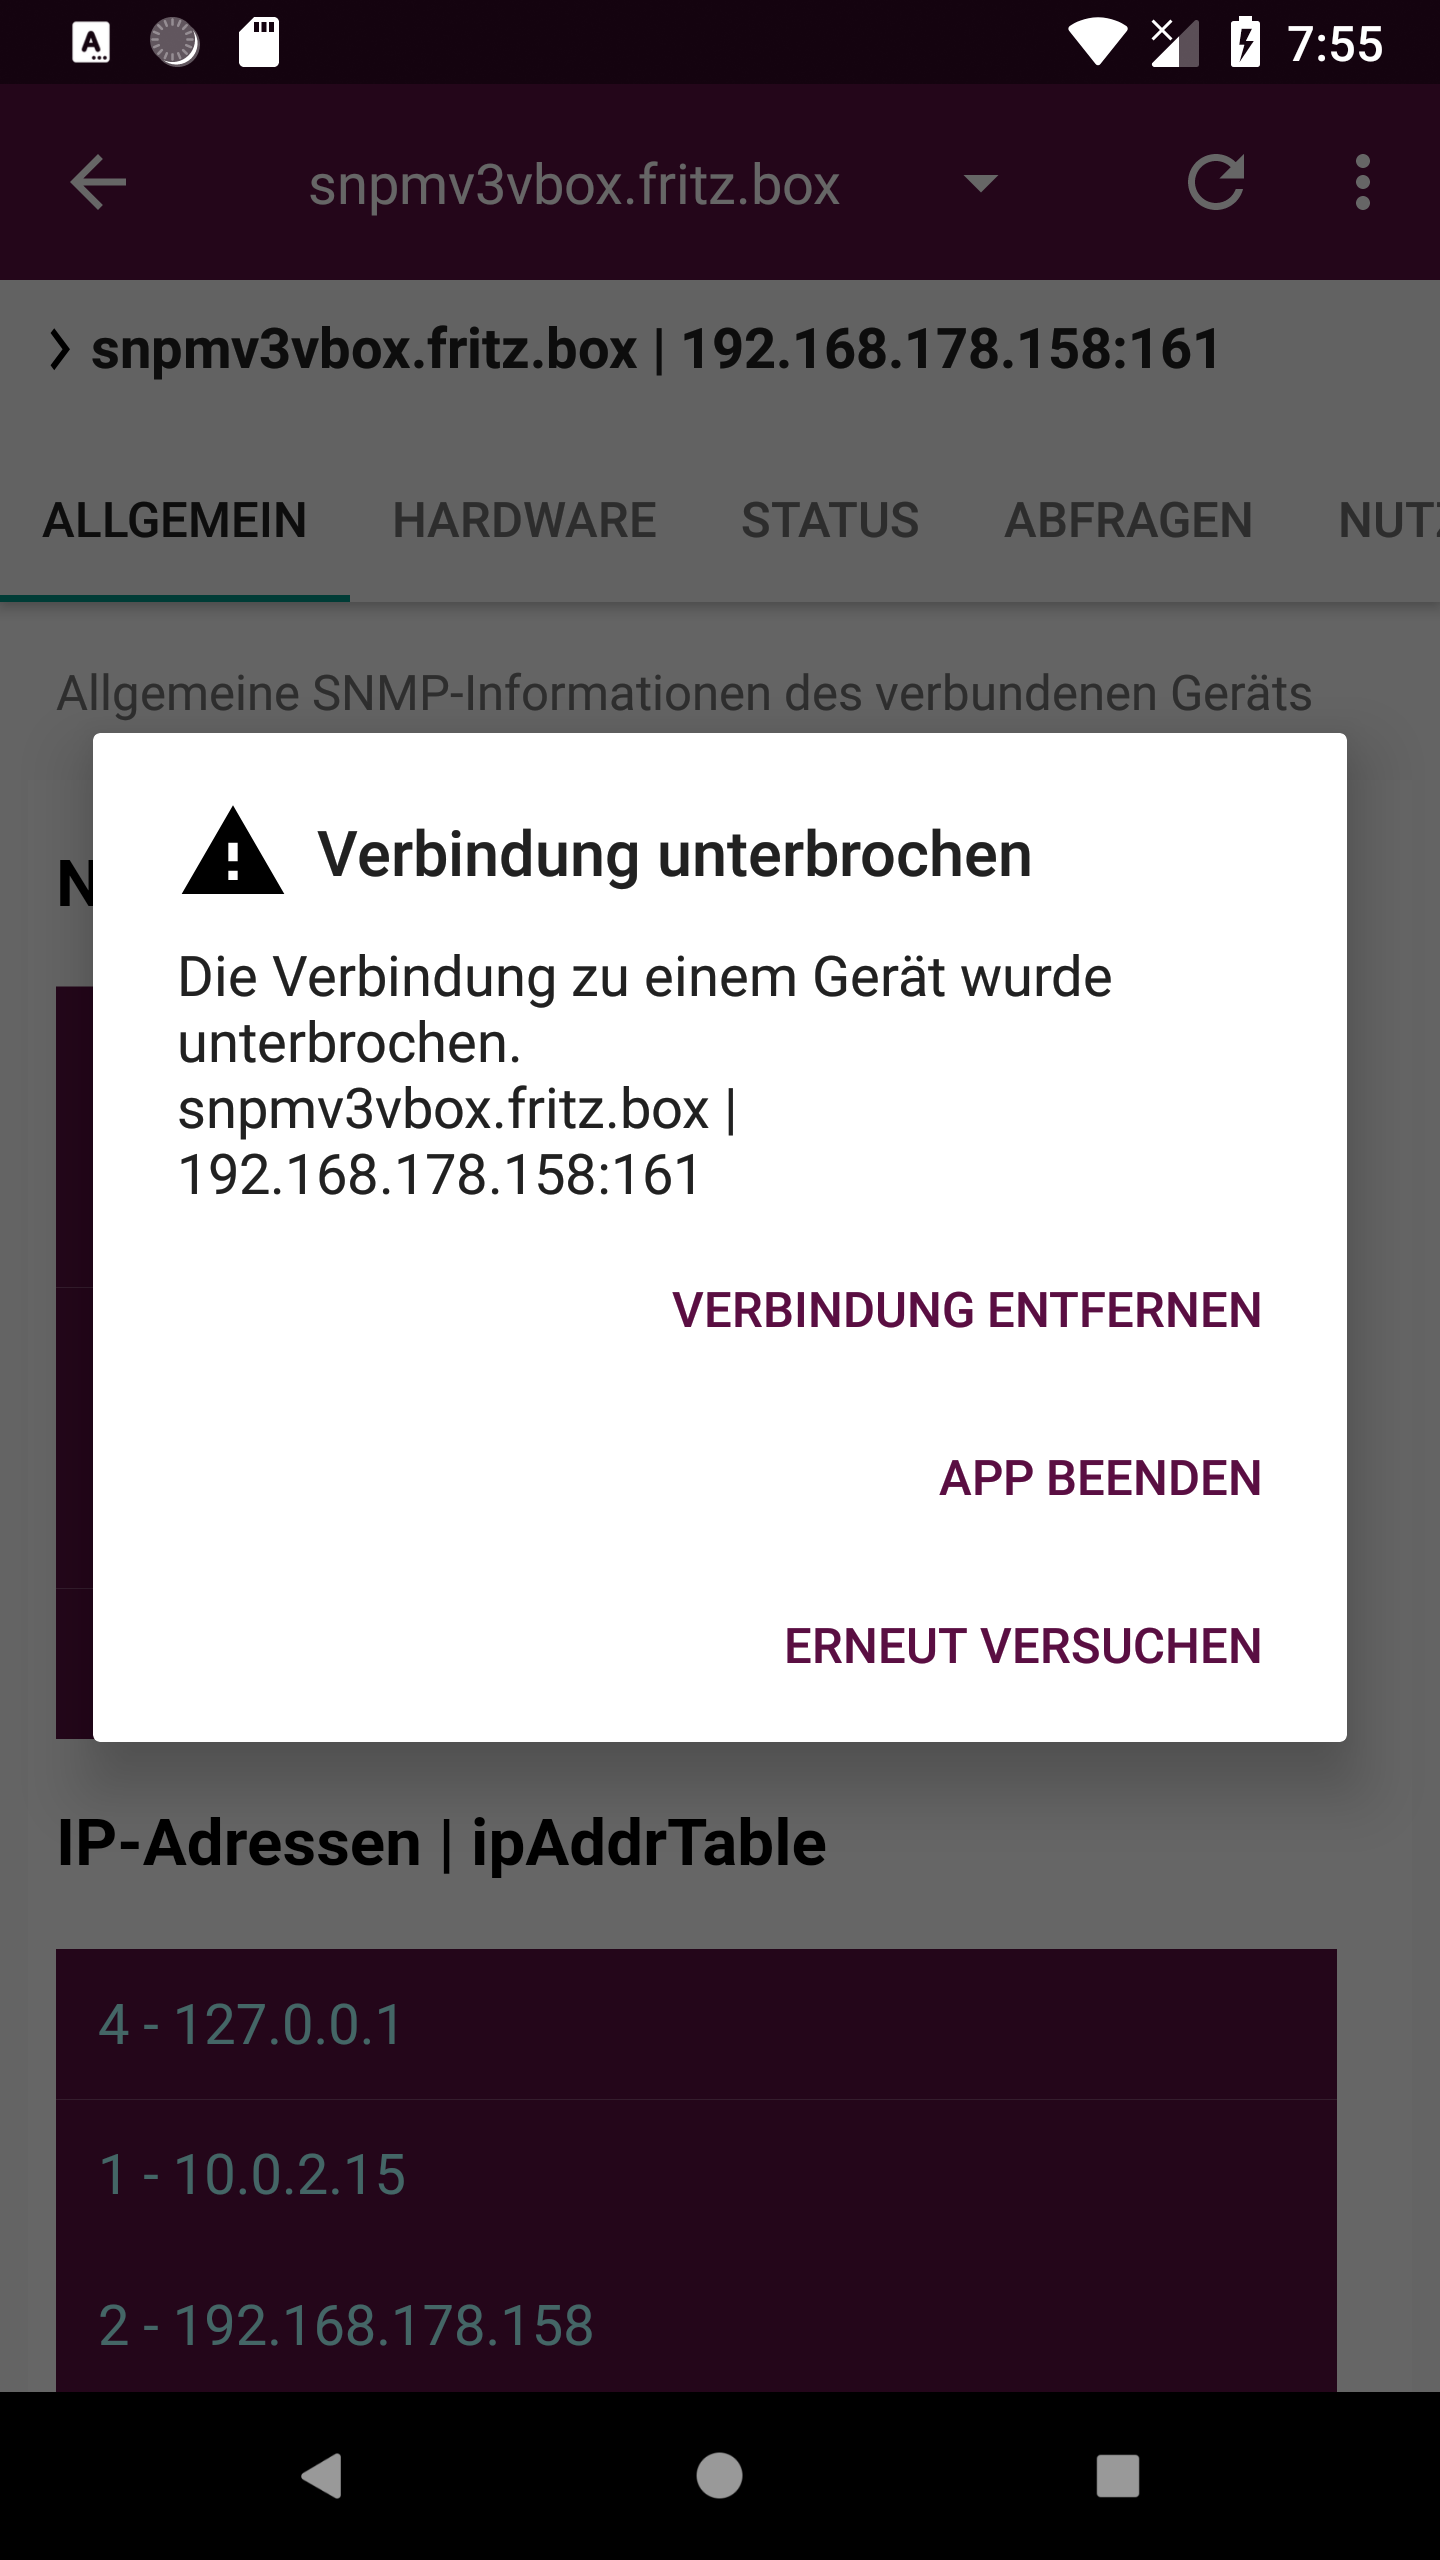 7:55
snpmv3vbox.fritz.box
snpmv3vbox.fritz.box | 192.168.178.158:161
ALLGEMEIN HARDWARE STATUS ABFRAGEN NUTZ
Allgemeine SNMP-Informationen des verbundenen Geräts
N
Verbindung unterbrochen
Die Verbindung zu einem Gerät wurde
unterbrochen.
snpmv3vbox.fritz.box |
192.168.178.158:161
VERBINDUNG ENTFERNEN
APP BEENDEN
ERNEUT VERSUCHEN
IP-Adressen | ipAddrTable
4 - 127.0.0.1
1 - 10.0.2.15
2 - 192.168.178.158